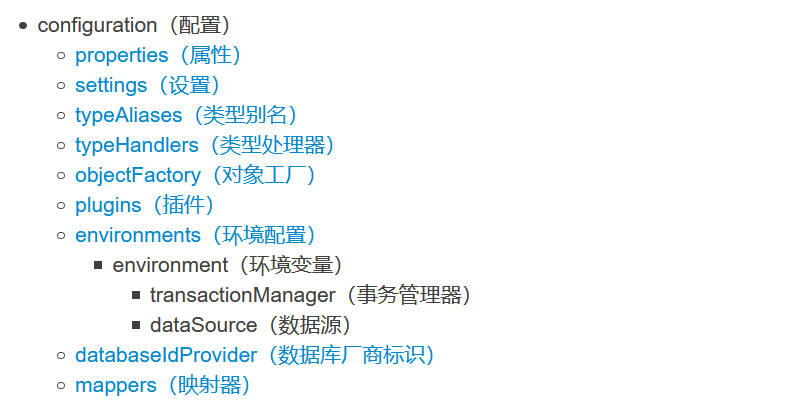 configuration（配置）
properties（属性）
settings（设置）
typeAliases（类型别名）
typeHandlers（类型处理器）
objectFactory（对象工厂）
plugins（插件）
environments（环境配置）
environment（环境变量）
transactionManager（事务管理器）
dataSource（数据源）
databaseIdProvider（数据库厂商标识）
mappers（映射器）